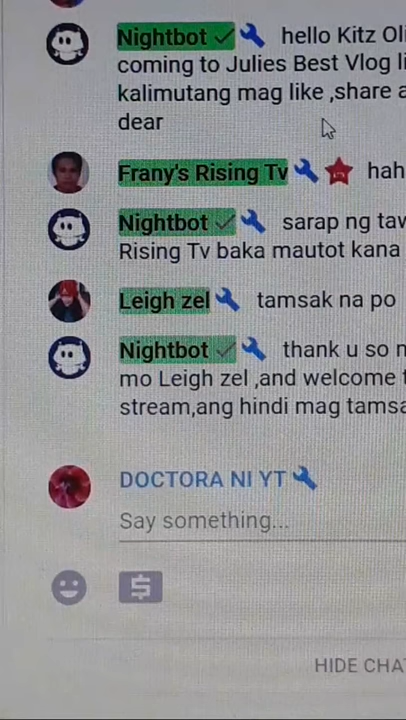 Nightbot hello Kitz Oli
coming to Julies Best Vlog li
kalimutang mag like ,share a
dear
Frany's Rising Tv hah
Nightbot sarap ng taw
Rising Tv baka mautot kana
Leigh zel tamsak na po
Nightbot thank u so m
mo Leigh zel ,and welcome t
stream,ang hindi mag tamsa
DOCTORA NI YT
Say something...
$
HIDE CHA